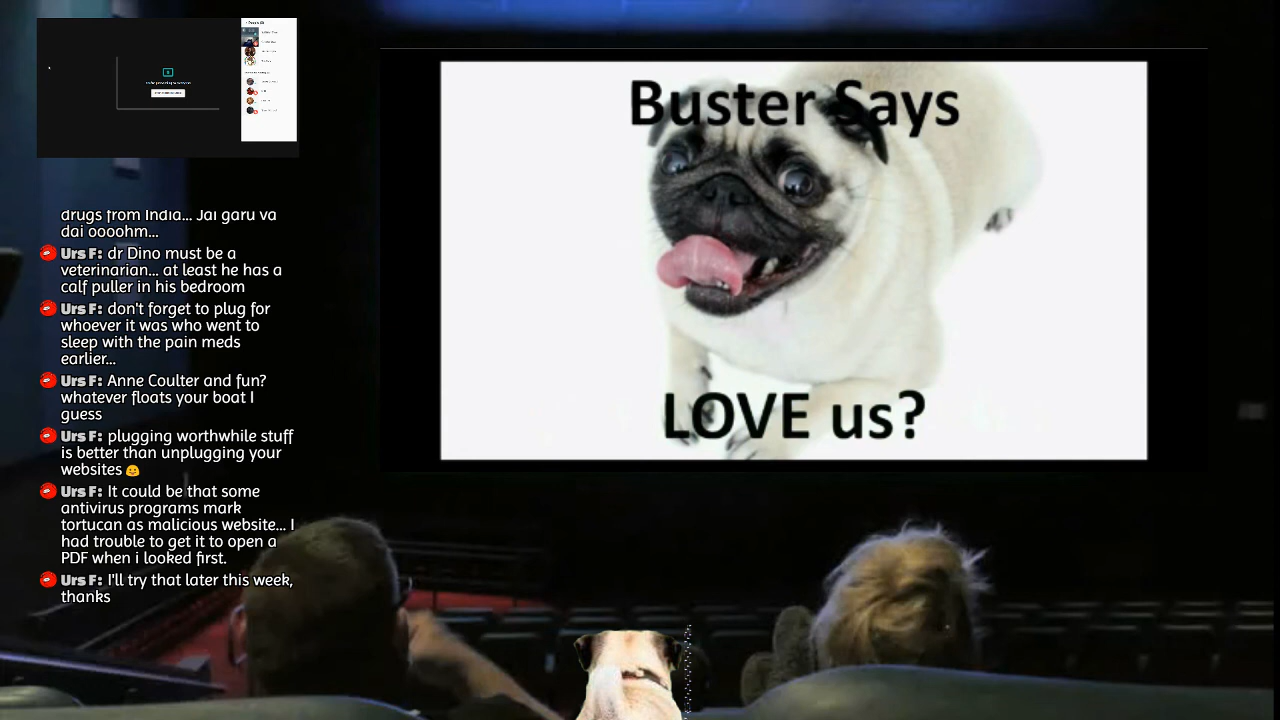 Buster Says
LOVE us?
drugs from India... Jai garu va
dai oooohm...
Urs F: dr Dino must be a
veterinarian... at least he has a
calf puller in his bedroom
Urs F: don't forget to plug for
whoever it was who went to
sleep with the pain meds
earlier...
Urs F: Anne Coulter and fun?
whatever floats your boat I
guess
Urs F: plugging worthwhile stuff
is better than unplugging your
websites
Urs F: It could be that some
antivirus programs mark
tortucan as malicious website... I
had trouble to get it to open a
PDF when i looked first.
Urs F: I'll try that later this week,
thanks